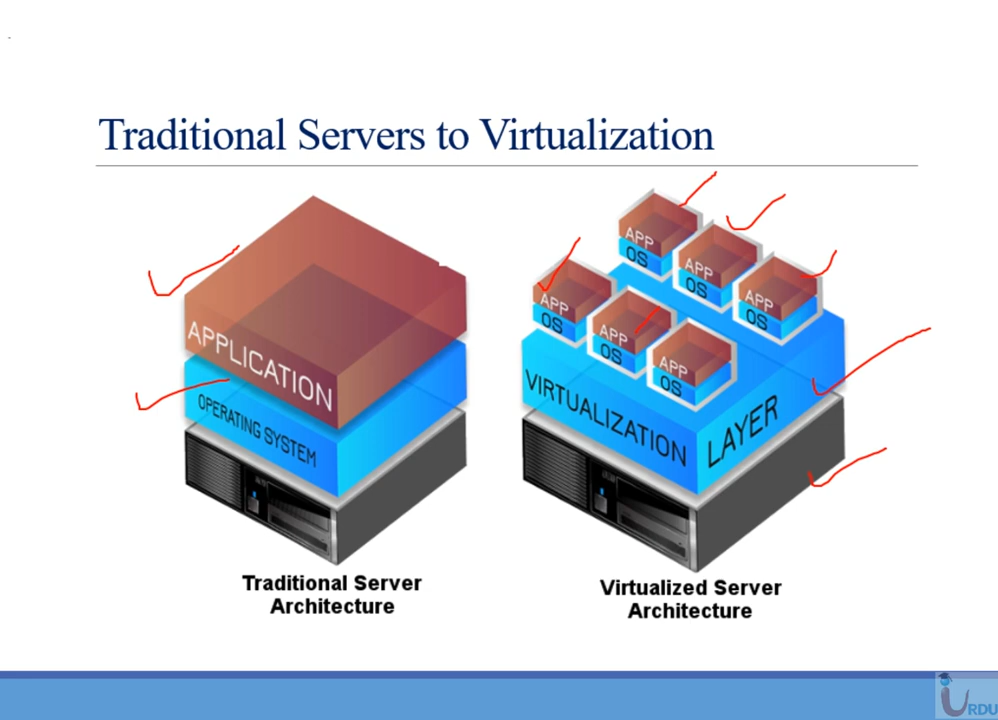 Traditional Servers to Virtualization
APPLICATION
OPERATING SYSTEM
Traditional Server
Architecture
APP
OS
APP
OS
APP
OS
APP
OS
APP
OS
APP
OS
VIRTUALIZATION LAYER
Virtualized Server
Architecture
iURDU